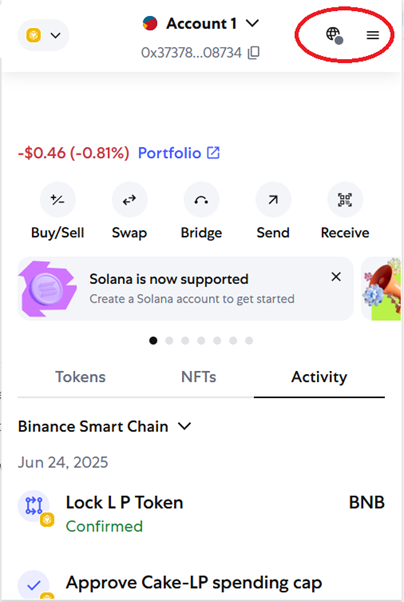 Account 1
0x37378...08734
-$0.46 (-0.81%) Portfolio
Buy/Sell Swap Bridge Send Receive
Solana is now supported
Create a Solana account to get started
Tokens NFTs Activity
Binance Smart Chain
Jun 24, 2025
Lock L P Token BNB
Confirmed
Approve Cake-LP spending cap